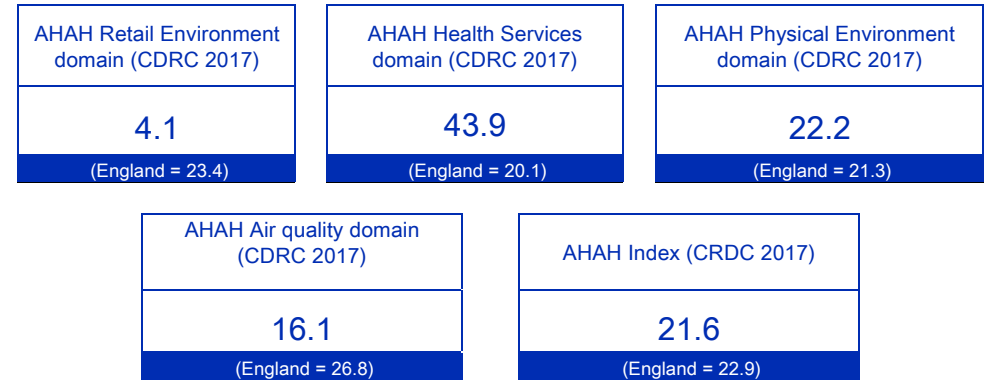 AHAH Retail Environment
domain (CDRC 2017)
4.1
(England = 23.4)
AHAH Health Services
domain (CDRC 2017)
43.9
(England = 20.1)
AHAH Physical Environment
domain (CDRC 2017)
22.2
(England = 21.3)
AHAH Air quality domain
(CDRC 2017)
16.1
(England = 26.8)
AHAH Index (CRDC 2017)
21.6
(England = 22.9)